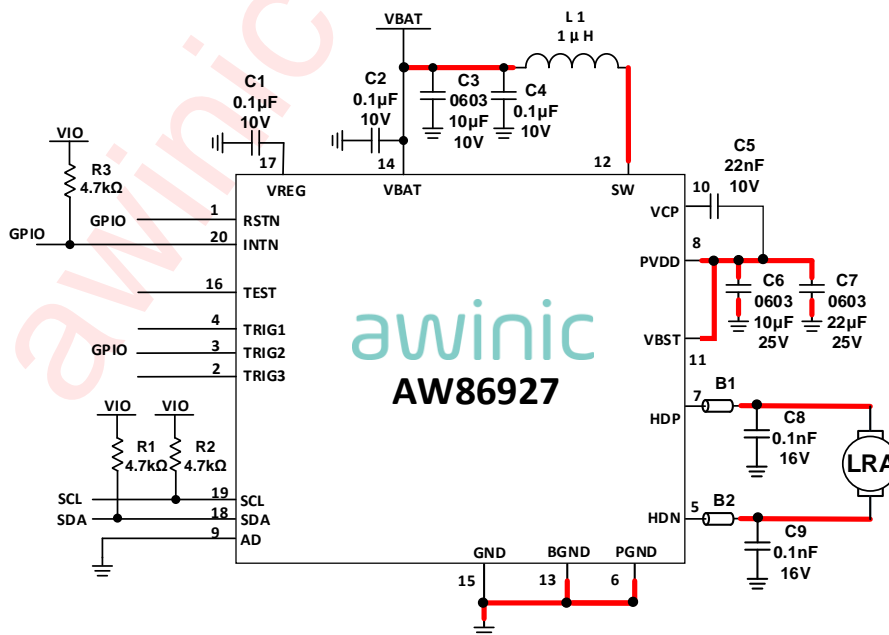 VBAT
L1
1µH
C1
0.1µF
10V
C2
0.1µF
10V
C3
0603
10µF
10V
C4
0.1µF
10V
VIO
R3
4.7kΩ
17
14
12
C5
22nF
10V
VREG
VBAT
SW
10
VCP
GPIO
1
RSTN
GPIO
20
INTN
8
PVDD
16
TEST
C6
0603
10µF
25V
C7
0603
22µF
25V
4
TRIG1
GPIO
3
TRIG2
2
TRIG3
awinic
AW86927
VBST
11
7
HDP
B1
C8
0.1nF
16V
LRA
VIO
VIO
R1
4.7kΩ
R2
4.7kΩ
SCL
19
SCL
SDA
18
SDA
9
AD
5
HDN
B2
C9
0.1nF
16V
GND
BGND
PGND
15
13
6
awinic